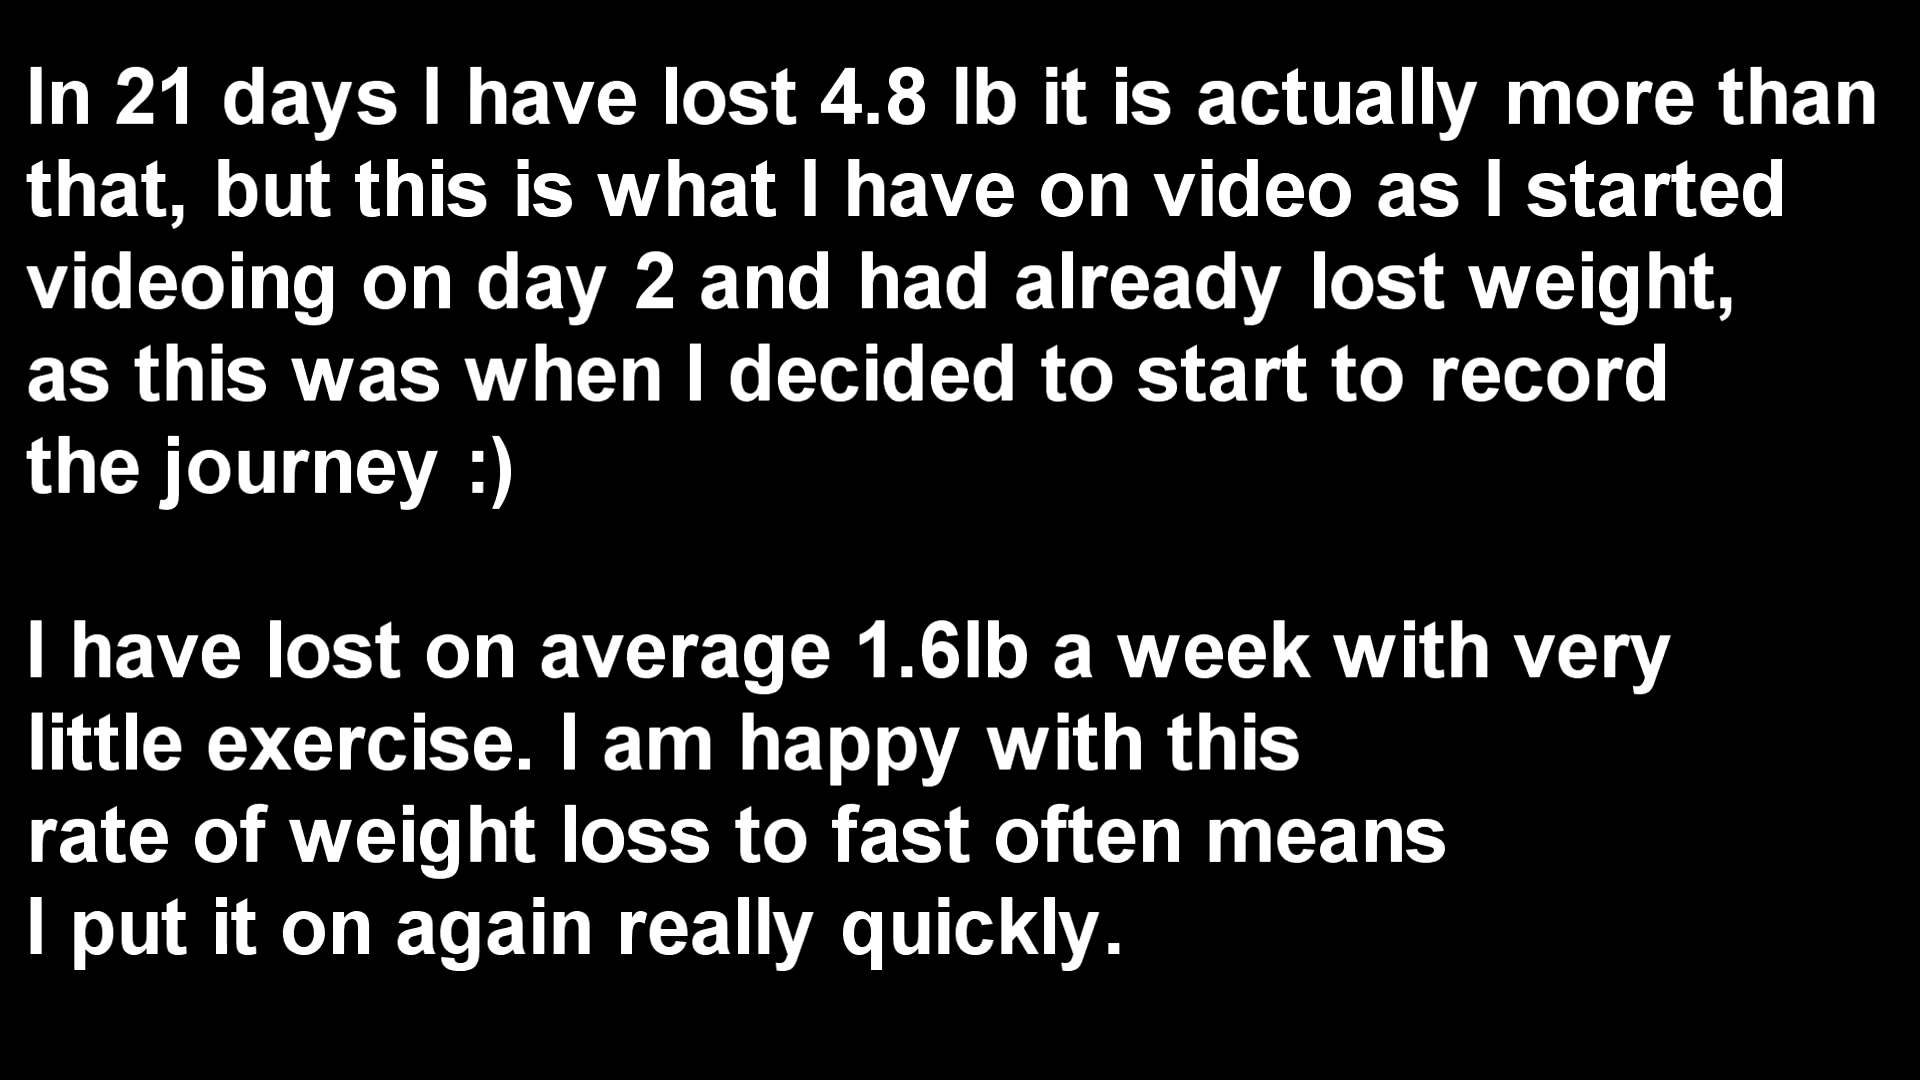 In 21 days I have lost 4.8 lb it is actually more than
that, but this is what I have on video as I started
videoing on day 2 and had already lost weight,
as this was when I decided to start to record
the journey :)
I have lost on average 1.6lb a week with very
little exercise. I am happy with this
rate of weight loss to fast often means
I put it on again really quickly.